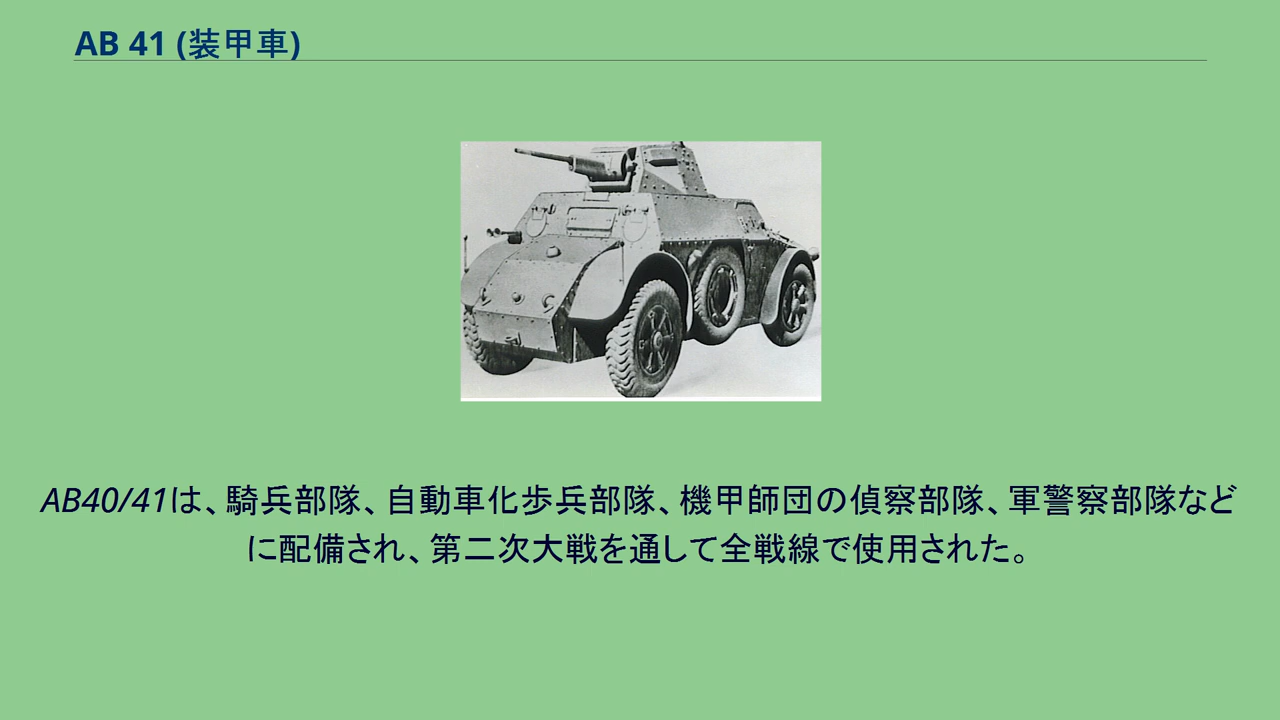 AB 41 (装甲車)
AB40/41は、騎兵部隊、自動車化歩兵部隊、機甲師団の偵察部隊、軍警察部隊など
に配備され、第二次大戦を通して全戦線で使用された。